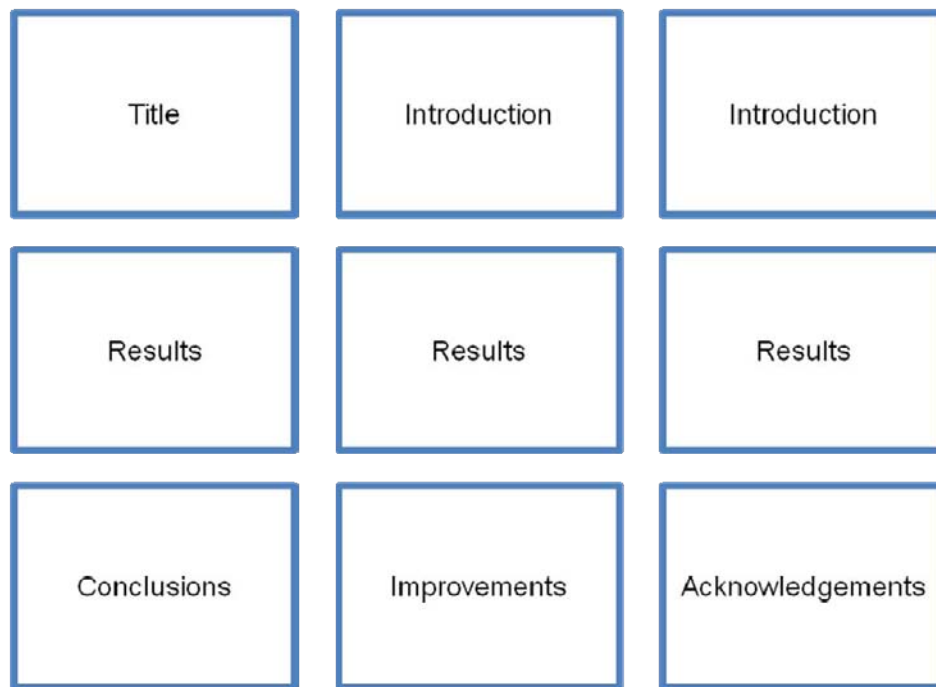 Title
Introduction
Introduction
Results
Results
Results
Conclusions
Improvements
Acknowledgements